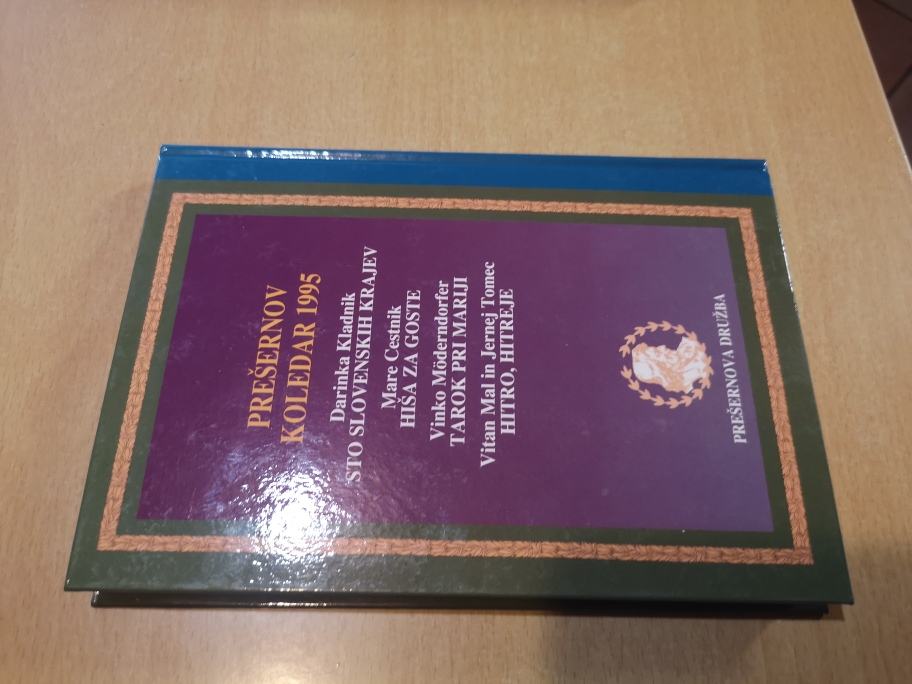 PREŠERNOV
KOLEDAR 1995
Darinka Kladnik
STO SLOVENSKIH KRAJEV
Mare Cestnik
HIŠA ZA GOSTE
Vinko Möderndorfer
TAROK PRI MARIJI
Vitan Mal in Jernej Tomec
HITRO, HITREJE
PREŠERNOVA DRUŽBA